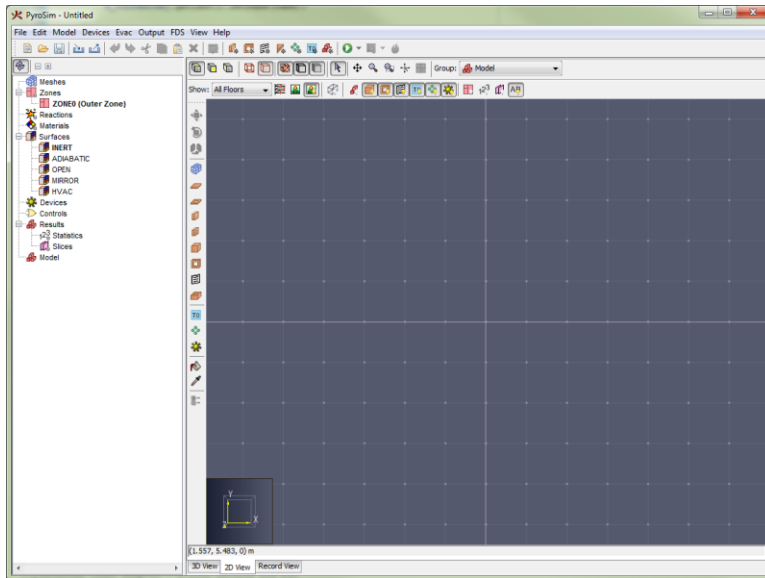 PyroSim - Untitled
File Edit Model Devices Evac Output FDS View Help
Group: Model
Show: All Floors
Meshes
Zones
ZONE0 (Outer Zone)
Reactions
Materials
Surfaces
INERT
ADIABATIC
OPEN
MIRROR
HVAC
Devices
Controls
Results
Statistics
Slices
Model
Y
Z X
(1.557, 5.483, 0) m
3D View 2D View Record View